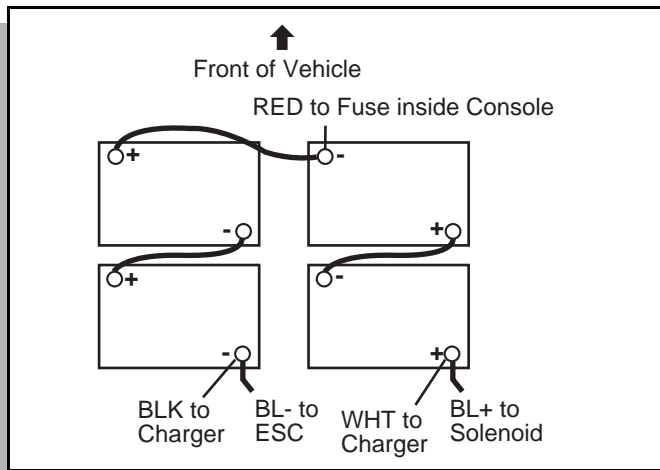 Front of Vehicle
RED to Fuse inside Console
+ -
- +
+ -
- +
BLK to
Charger
BL- to
ESC
WHT to
Charger
BL+ to
Solenoid